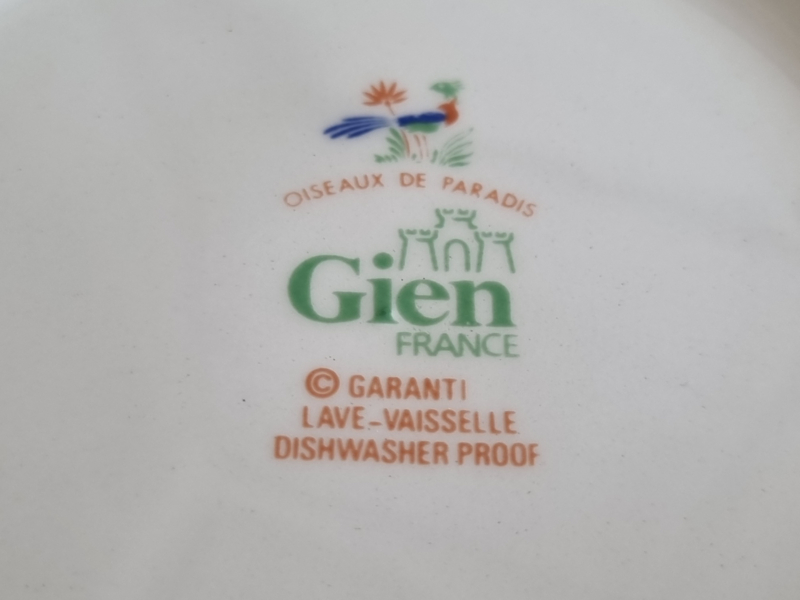 OISEAUX DE PARADIS
Gien
FRANCE
© GARANTI
LAVE-VAISSELLE
DISHWASHER PROOF